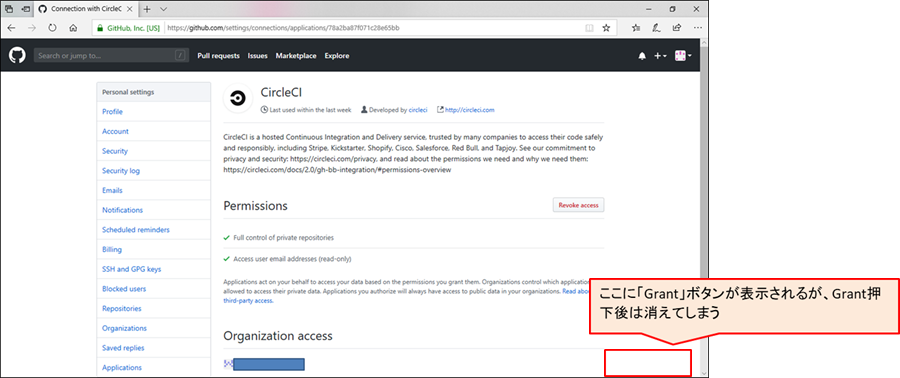 Connection with CircleC
GitHub, Inc. [US]
https://github.com/settings/connections/applications/78a2ba87f071c28e65bb
Search or jump to...
/
Pull requests
Issues
Marketplace
Explore
Personal settings
Profile
Account
Security
Security log
Emails
Notifications
Scheduled reminders
Billing
SSH and GPG keys
Blocked users
Repositories
Organizations
Saved replies
Applications
CircleCI
Last used within the last week
Developed by circleci
http://circleci.com
CircleCI is a hosted Continuous Integration and Delivery service, trusted by many companies to access their code safely
and responsibly, including Stripe, Kickstarter, Shopify, Cisco, Salesforce, Red Bull, and Tapjoy. See our commitment to
privacy and security: https://circleci.com/privacy, and read about the permissions we need and why we need them:
https://circleci.com/docs/2.0/gh-bb-integration/#permissions-overview
Permissions
Revoke access
Full control of private repositories
Access user email addresses (read-only)
Applications act on your behalf to access your data based on the permissions you grant them. Organizations control which
allowed to access their private data. Applications you authorize will always have access to public data in your organizations. Read
third-party access.
ここに「Grant」ボタンが表示されるが、Grant押
下後は消えてしまう
Organization access